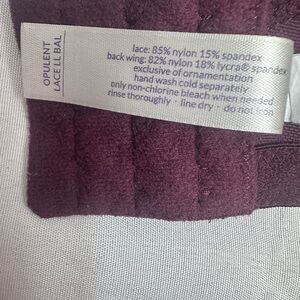 OPULENT
LACE LL BAL
lace: 85% nylon 15% spandex
back wing: 82% nylon 18% lycra® spandex
exclusive of ornamentation
hand wash cold separately
only non-chlorine bleach when needed
rinse thoroughly · line dry · do not iron